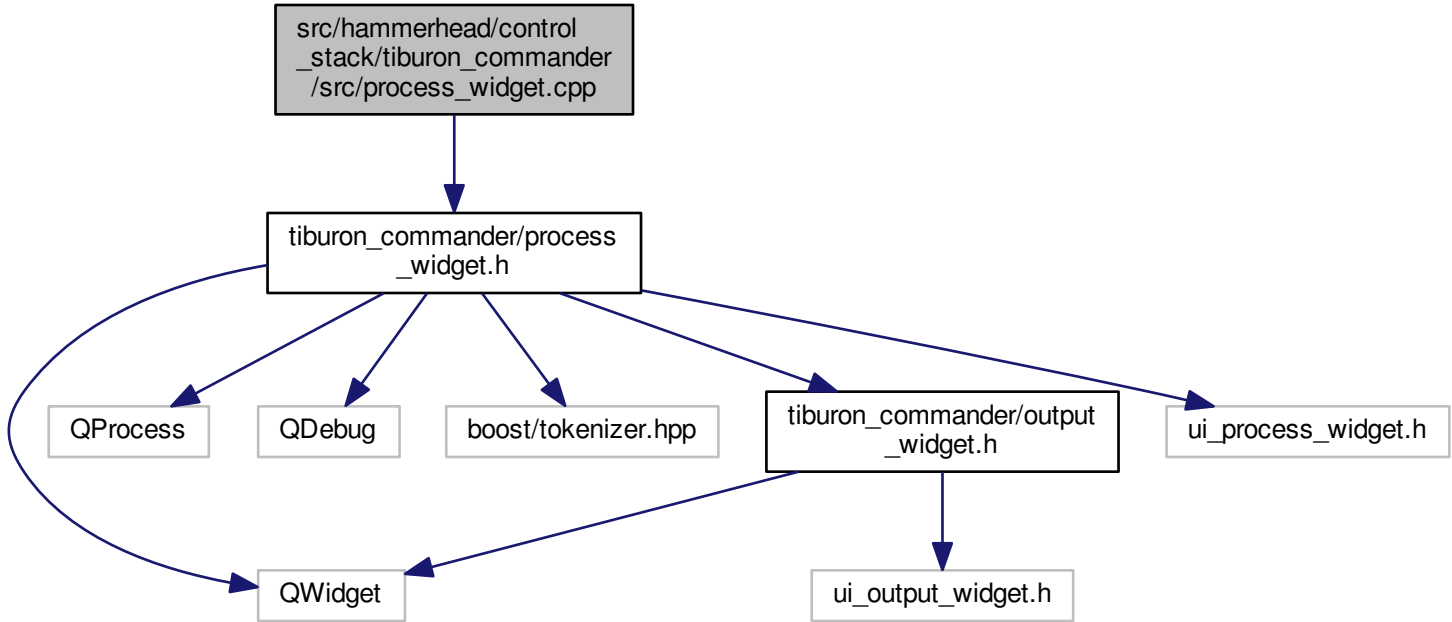 src/hammerhead/control
_stack/tiburon_commander
/src/process_widget.cpp
tiburon_commander/process
_widget.h
QProcess
QDebug
boost/tokenizer.hpp
tiburon_commander/output
_widget.h
ui_process_widget.h
QWidget
ui_output_widget.h